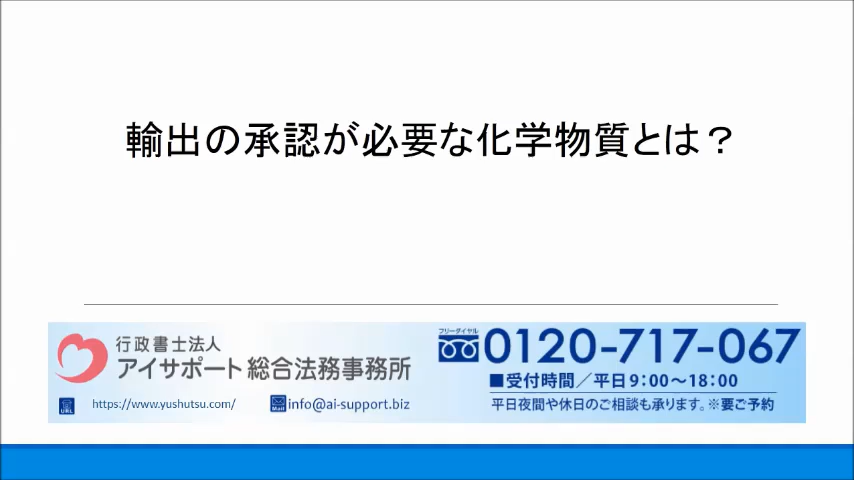 輸出の承認が必要な化学物質とは？
行政書士法人
アイサポート 総合法務事務所
URL https://www.yushutsu.com/ Mail info@ai-support.biz
フリーダイヤル 0120-717-067
■受付時間／平日9:00～18:00
平日夜間や休日のご相談も承ります。※要ご予約